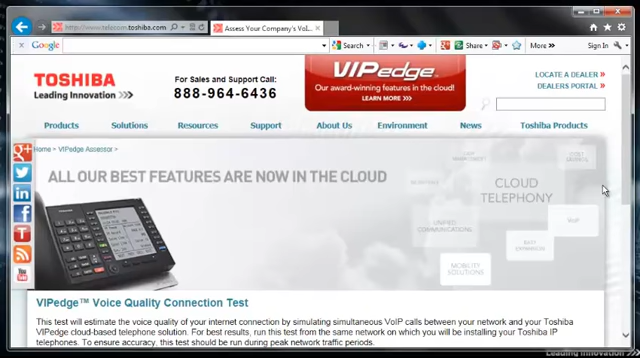 http://www.telecom.toshiba.com
Assess Your Company's Voi...
Google
Search
Share
More »
Sign In
TOSHIBA
Leading Innovation >>>
For Sales and Support Call:
888-964-6436
VIPedge™
Our award-winning features in the cloud!
LEARN MORE >>>
LOCATE A DEALER »
DEALERS PORTAL »
Products
Solutions
Resources
Support
About Us
Environment
News
Toshiba Products
Home > VIPedge Assessor >
ALL OUR BEST FEATURES ARE NOW IN THE CLOUD
CLOUD
TELEPHONY
VoIP
UNIFIED
COMMUNICATIONS
EASY
EXPANSION
MOBILITY
SOLUTIONS
VIPedge™ Voice Quality Connection Test
This test will estimate the voice quality of your internet connection by simulating simultaneous VoIP calls between your network and your Toshiba
VIPedge cloud-based telephone solution. For best results, run this test from the same network on which you will be installing your Toshiba IP
telephones. To ensure accuracy, this test should be run during peak network traffic periods.
Leading Innovation >>>